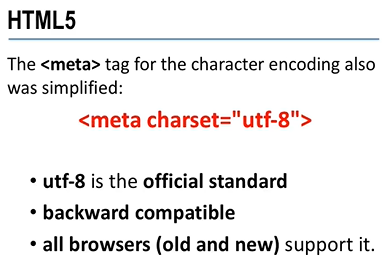 HTML5
The <meta> tag for the character encoding also
was simplified:
<meta charset="utf-8">
• utf-8 is the official standard
• backward compatible
• all browsers (old and new) support it.